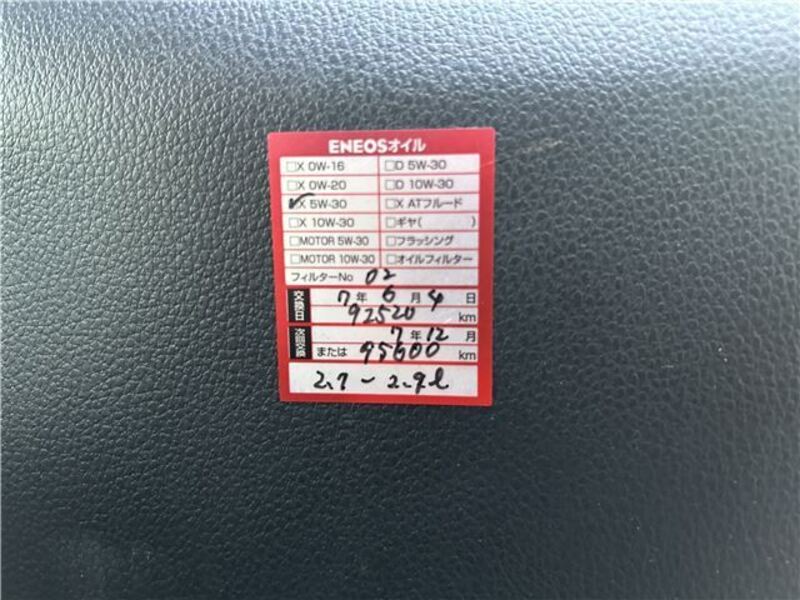 ENEOSオイル
□X 0W-16 □D 5W-30
□X 0W-20 □D 10W-30
✓X 5W-30 □X ATフルード
□X 10W-30 □ギヤ( )
□MOTOR 5W-30 □フラッシング
□MOTOR 10W-30 □オイルフィルター
フィルターNo 02
交換日 7年 6月 4日
92520 km
次回交換 7年 12月
または 95600 km
2.7 - 2.9ℓ